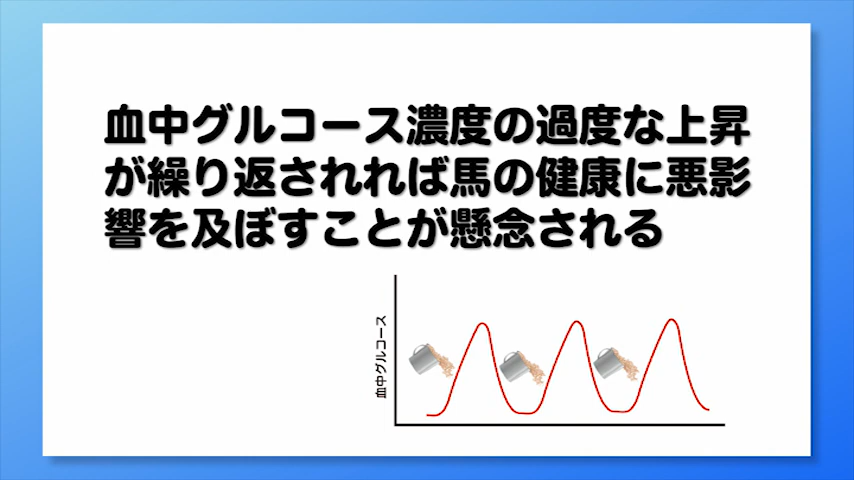 血中グルコース濃度の過度な上昇
が繰り返されれば馬の健康に悪影
響を及ぼすことが懸念される
血中グルコース